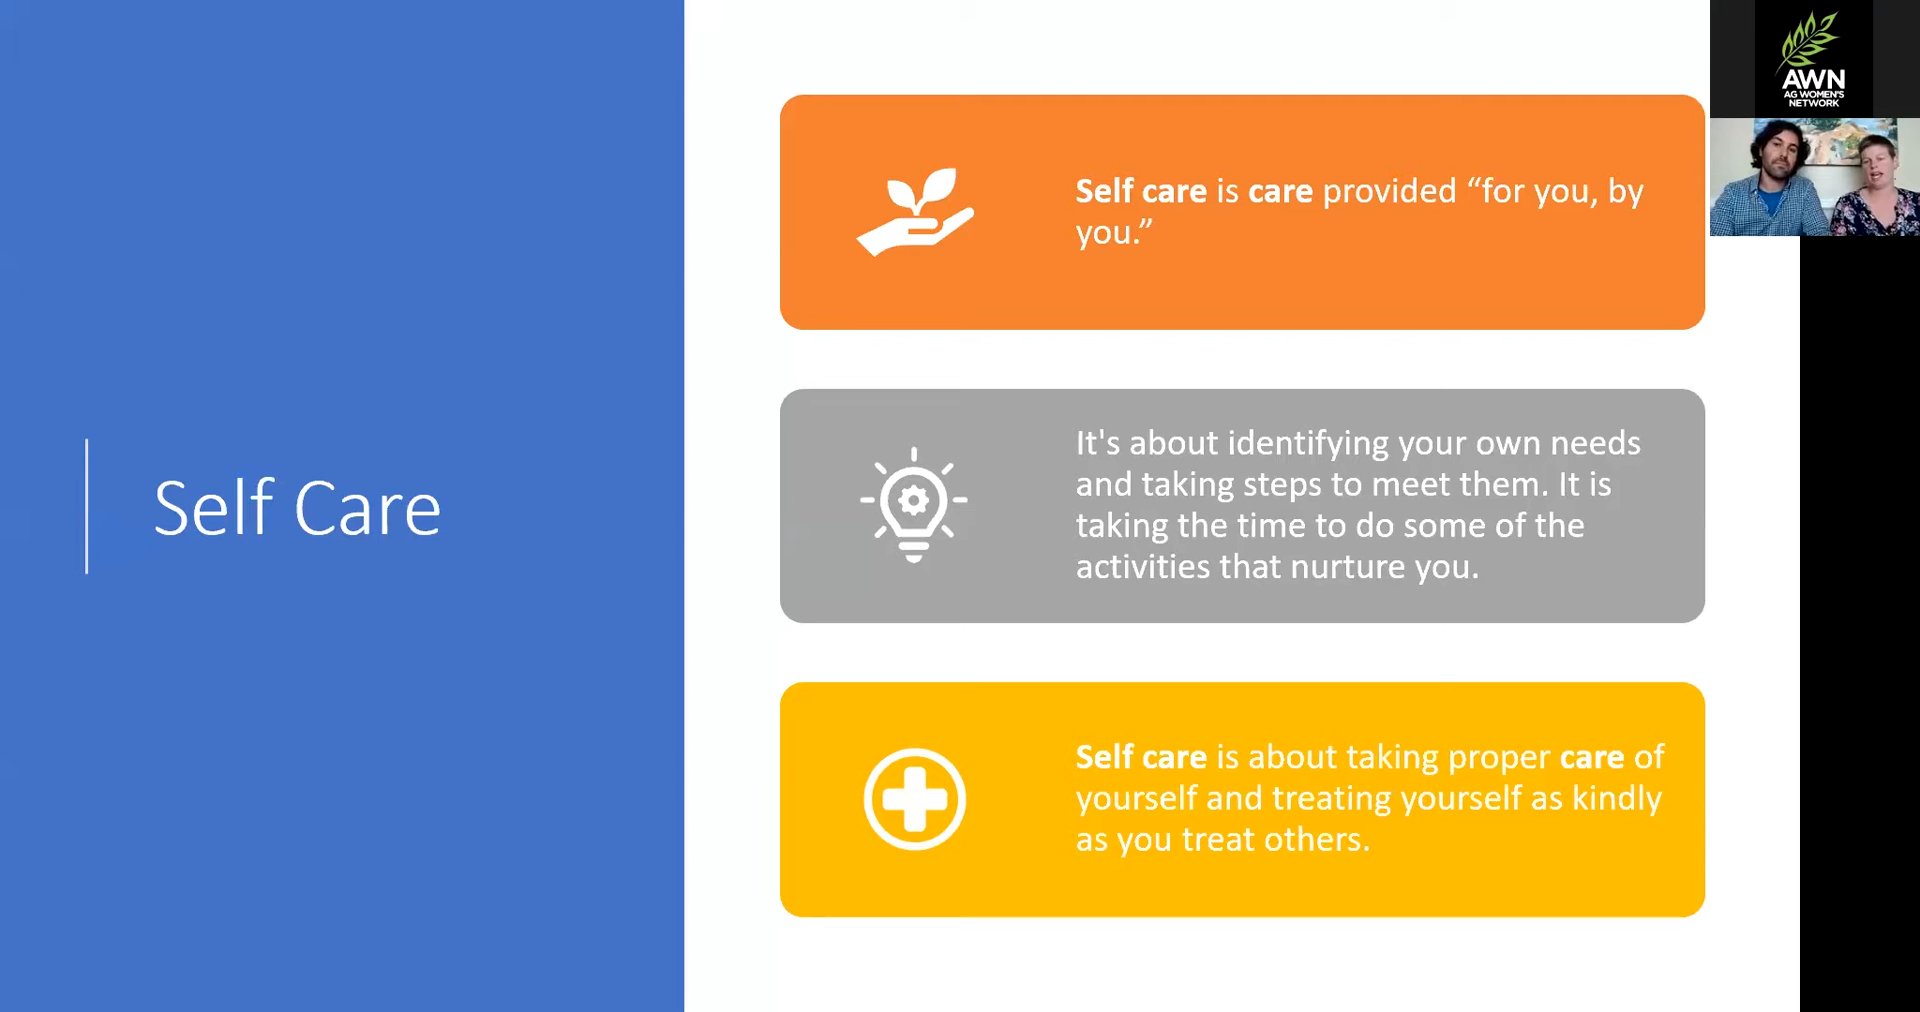 Self Care
Self care is care provided “for you, by
you.”
It's about identifying your own needs
and taking steps to meet them. It is
taking the time to do some of the
activities that nurture you.
Self care is about taking proper care of
yourself and treating yourself as kindly
as you treat others.
AWN
AG WOMEN'S
NETWORK